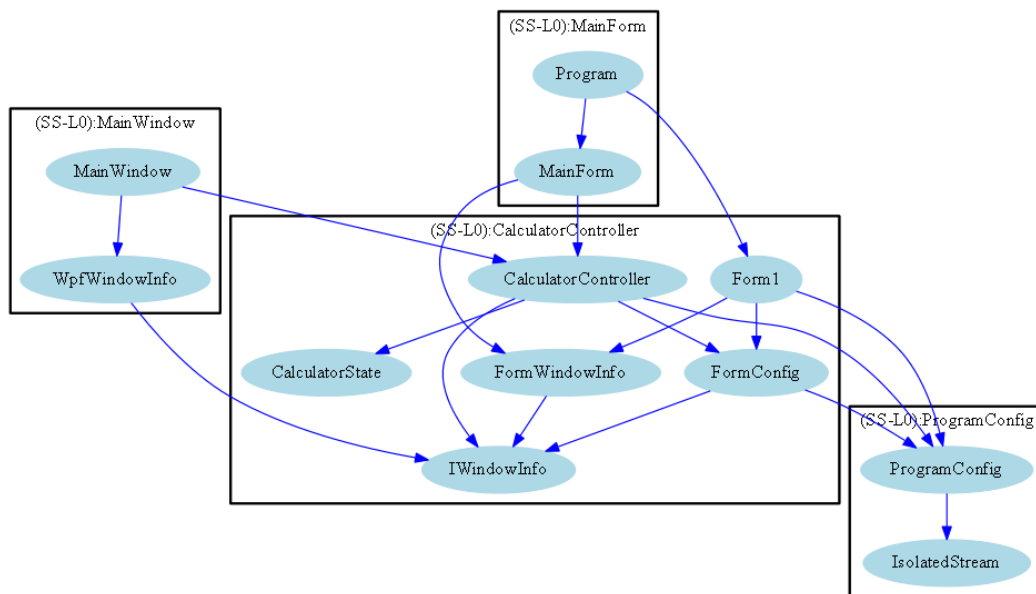 (SS-L0):MainForm
Program
(SS-L0):MainWindow
MainWindow
MainForm
(SS-L0):CalculatorController
WpfWindowInfo
CalculatorController
Form1
CalculatorState
FormWindowInfo
FormConfig
(SS-L0):ProgramConfig
IWindowInfo
ProgramConfig
IsolatedStream